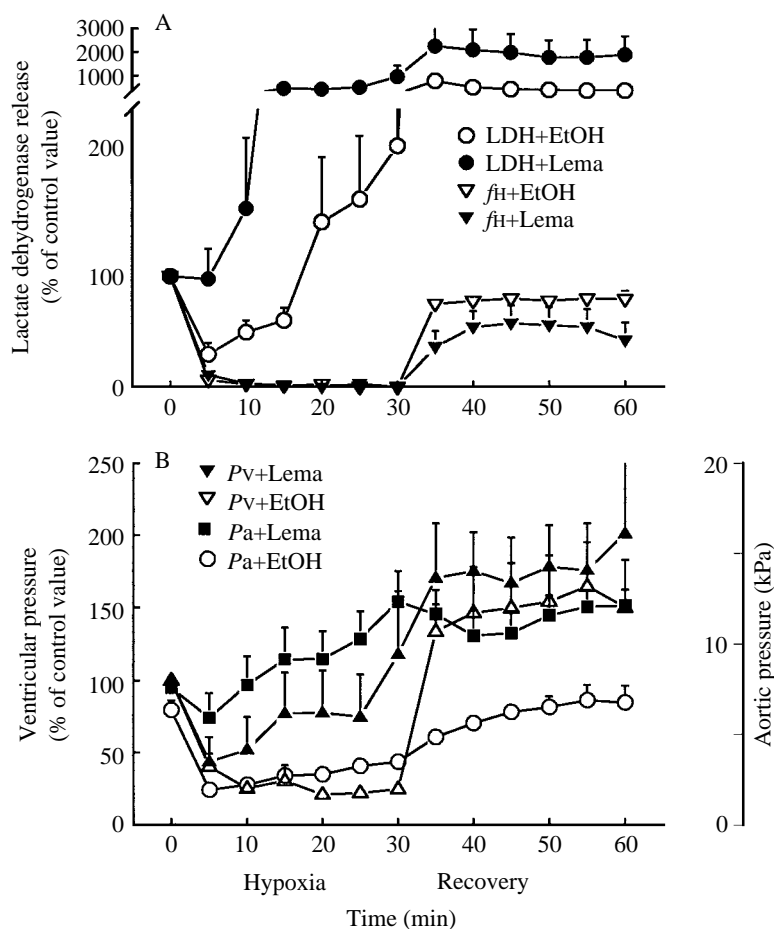 A
Lactate dehydrogenase release
(% of control value)
3000
2000
1000
200
100
0
LDH+EtOH
LDH+Lema
fH+EtOH
fH+Lema
0 10 20 30 40 50 60
B
Ventricular pressure
(% of control value)
250
200
150
100
50
0
PV+Lema
PV+EtOH
Pa+Lema
Pa+EtOH
20
10
0
Aortic pressure (kPa)
0 10 20 30 40 50 60
Hypoxia Recovery
Time (min)